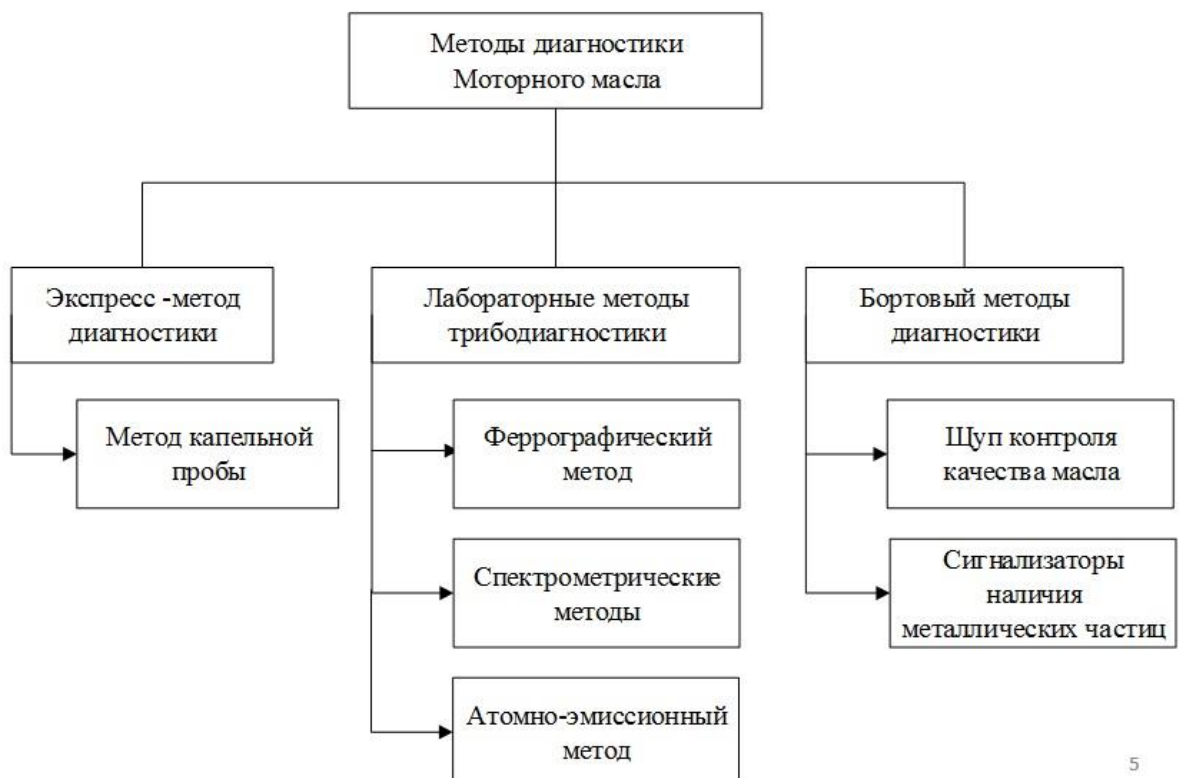 Методы диагностики
Моторного масла
Экспресс -метод
диагностики
Лабораторные методы
трибодиагностики
Бортовый методы
диагностики
Метод капельной
пробы
Феррографический
метод
Щуп контроля
качества масла
Спектрометрические
методы
Сигнализаторы
наличия
металлических частиц
Атомно-эмиссионный
метод
5